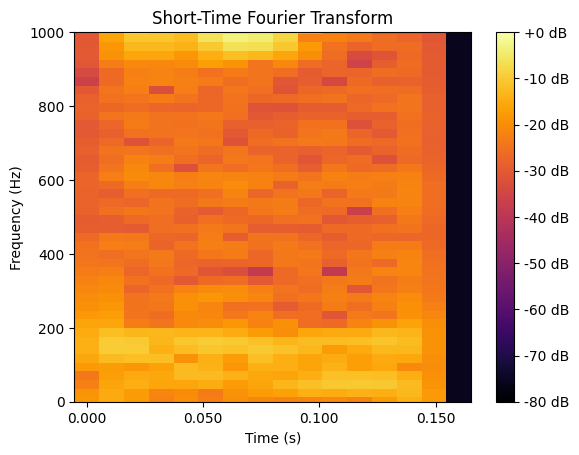 Short-Time Fourier Transform
1000
800
600
400
200
0
Frequency (Hz)
0.000
0.050
0.100
0.150
Time (s)
+0 dB
-10 dB
-20 dB
-30 dB
-40 dB
-50 dB
-60 dB
-70 dB
-80 dB